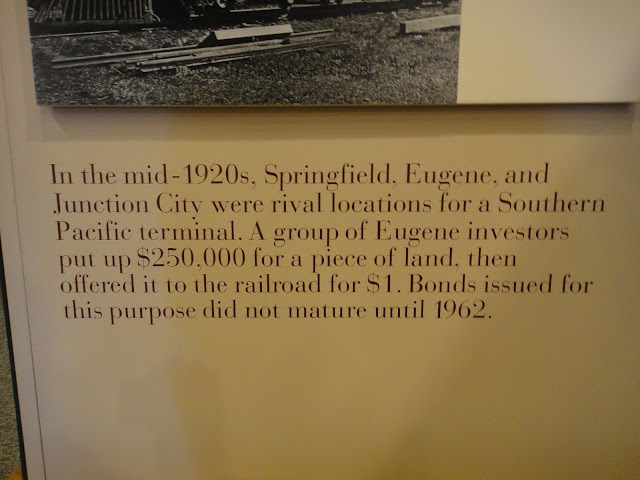 In the mid-1920s, Springfield, Eugene, and
Junction City were rival locations for a Southern
Pacific terminal. A group of Eugene investors
put up $250,000 for a piece of land, then
offered it to the railroad for $1. Bonds issued for
this purpose did not mature until 1962.